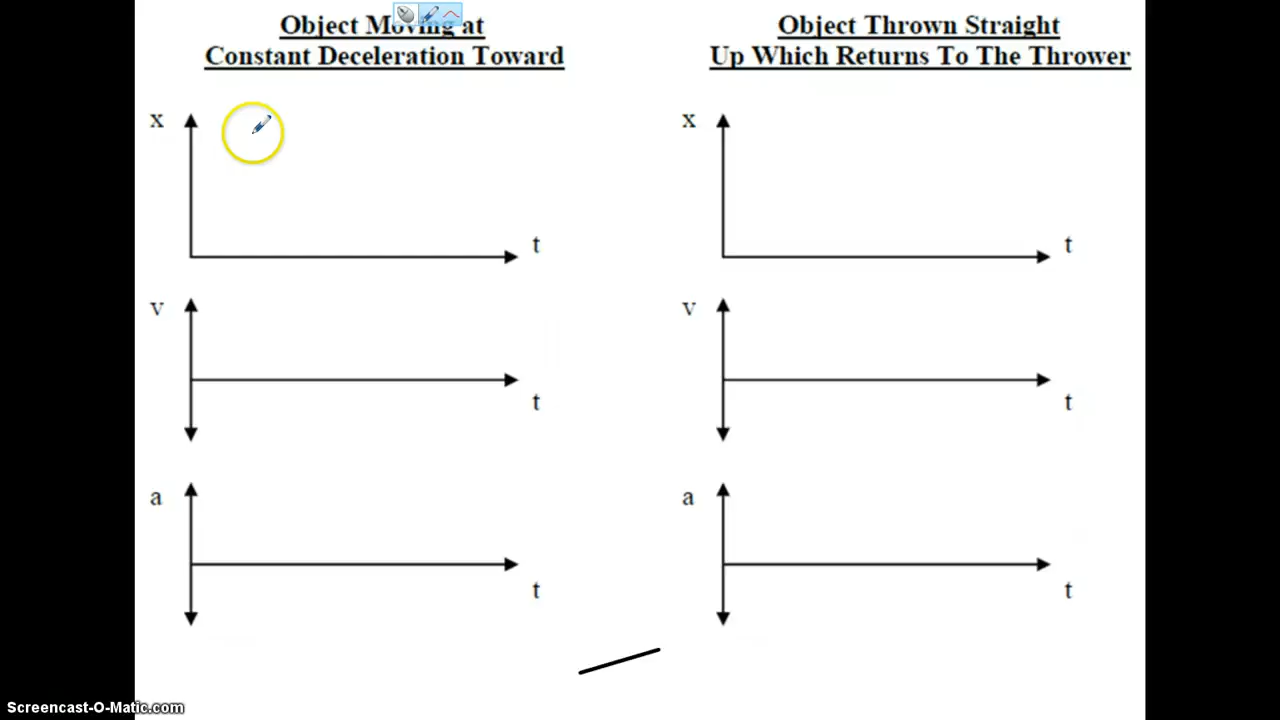 Object Moving at
Constant Deceleration Toward
Object Thrown Straight
Up Which Returns To The Thrower
x
t
v
t
a
t
x
t
v
t
a
t
Screencast-O-Matic.com